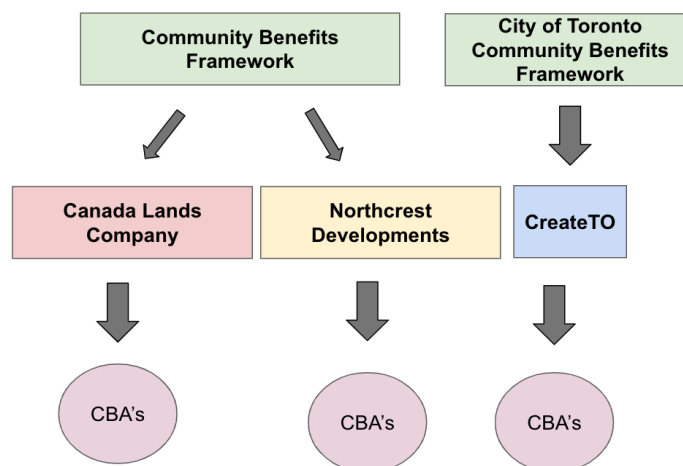 Community Benefits
Framework
City of Toronto
Community Benefits
Framework
Canada Lands
Company
Northcrest
Developments
CreateTO
CBA’s
CBA’s
CBA’s